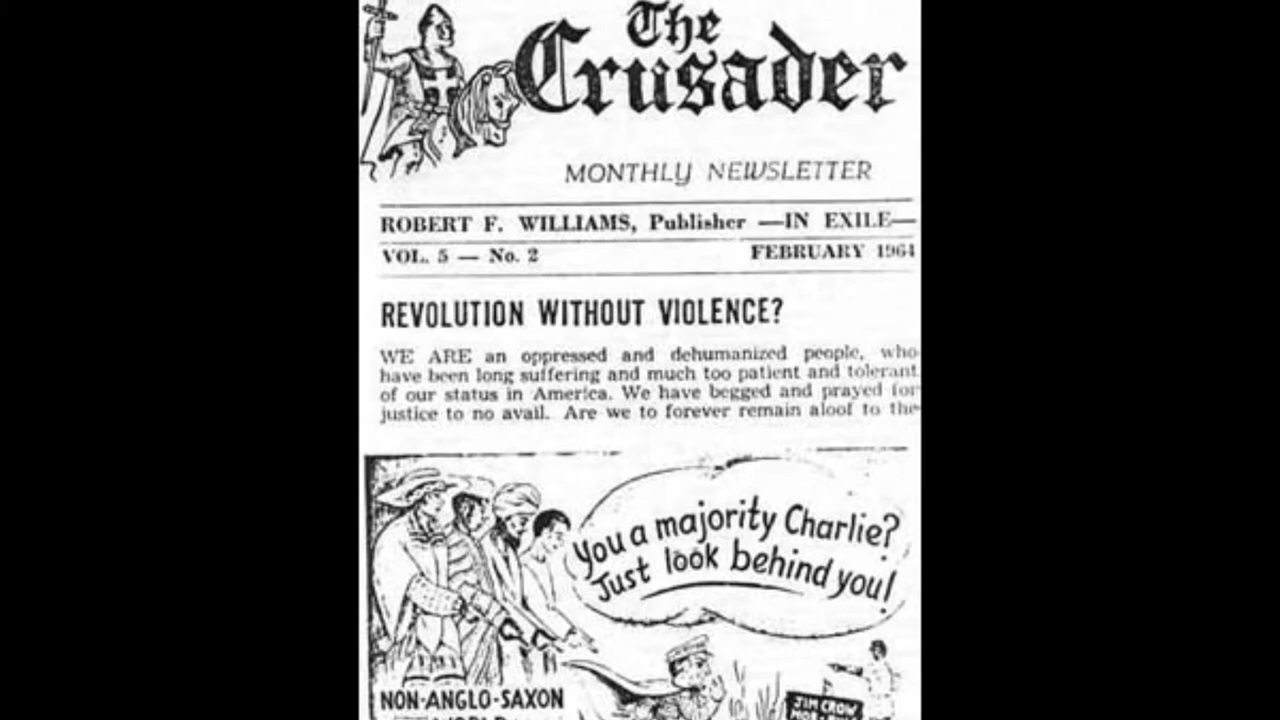 The
Crusader
MONTHLY NEWSLETTER
ROBERT F. WILLIAMS, Publisher —IN EXILE—
VOL. 5 — No. 2 FEBRUARY 1964
REVOLUTION WITHOUT VIOLENCE?
WE ARE an oppressed and dehumanized people, who
have been long suffering and much too patient and tolerant
of our status in America. We have begged and prayed for
justice to no avail. Are we to forever remain aloof to the
You a majority Charlie?
Just look behind you!
NON-ANGLO-SAXON
WORLD
JIM CROW